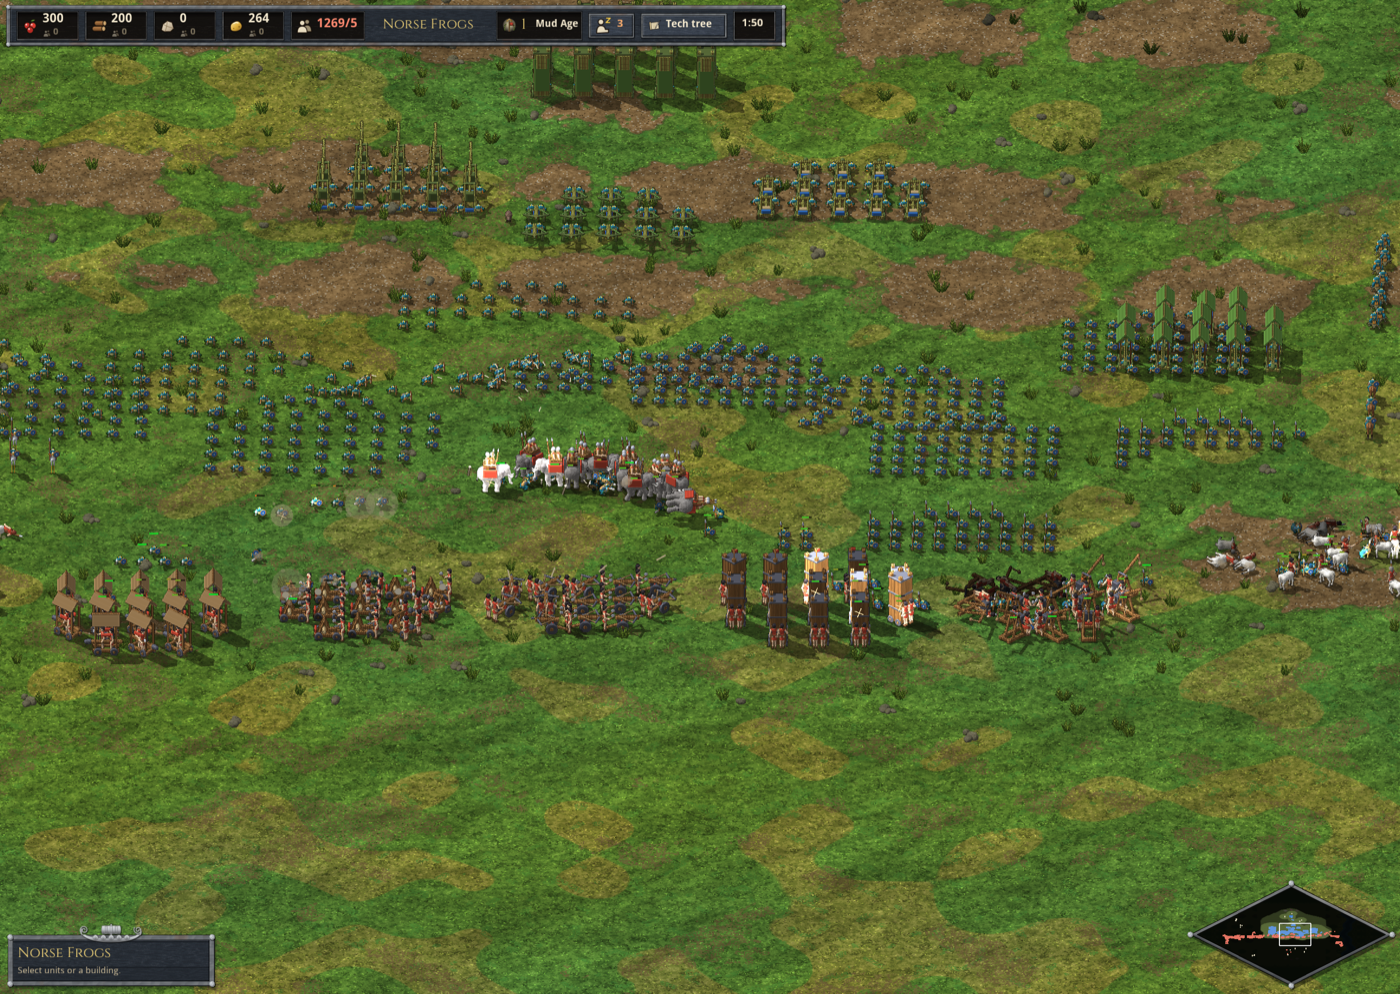 300 200 0 264 1269/5 NORSE FROGS Mud Age 3 Tech tree 1:50
0 0 0 0
NORSE FROGS
Select units or a building.